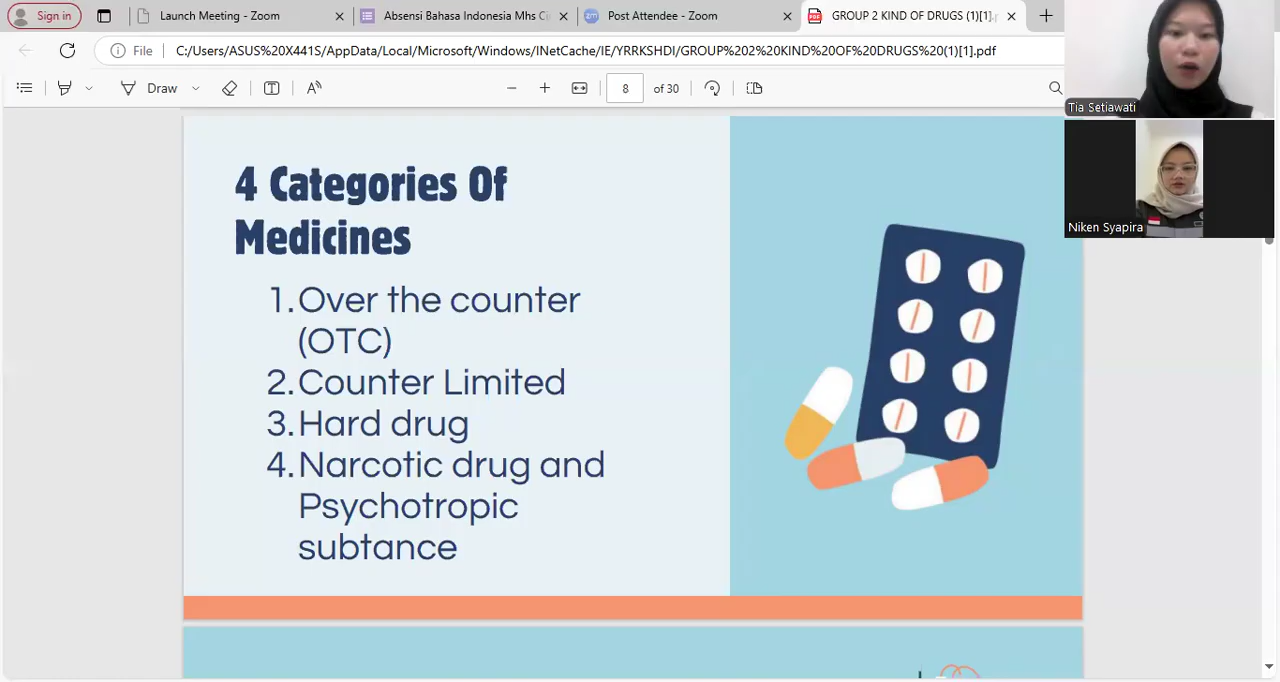 Sign in
Launch Meeting - Zoom
Absensi Bahasa Indonesia Mhs Ci
Post Attendee - Zoom
GROUP 2 KIND OF DRUGS (1)[1].p
File
C:/Users/ASUS%20X441S/AppData/Local/Microsoft/Windows/INetCache/IE/YRRKSHDI/GROUP%202%20KIND%20OF%20DRUGS%20(1)[1].pdf
Draw
8 of 30
Tia Setiawati
Niken Syapira
4 Categories Of
Medicines
1.Over the counter
(OTC)
2.Counter Limited
3.Hard drug
4.Narcotic drug and
Psychotropic
subtance